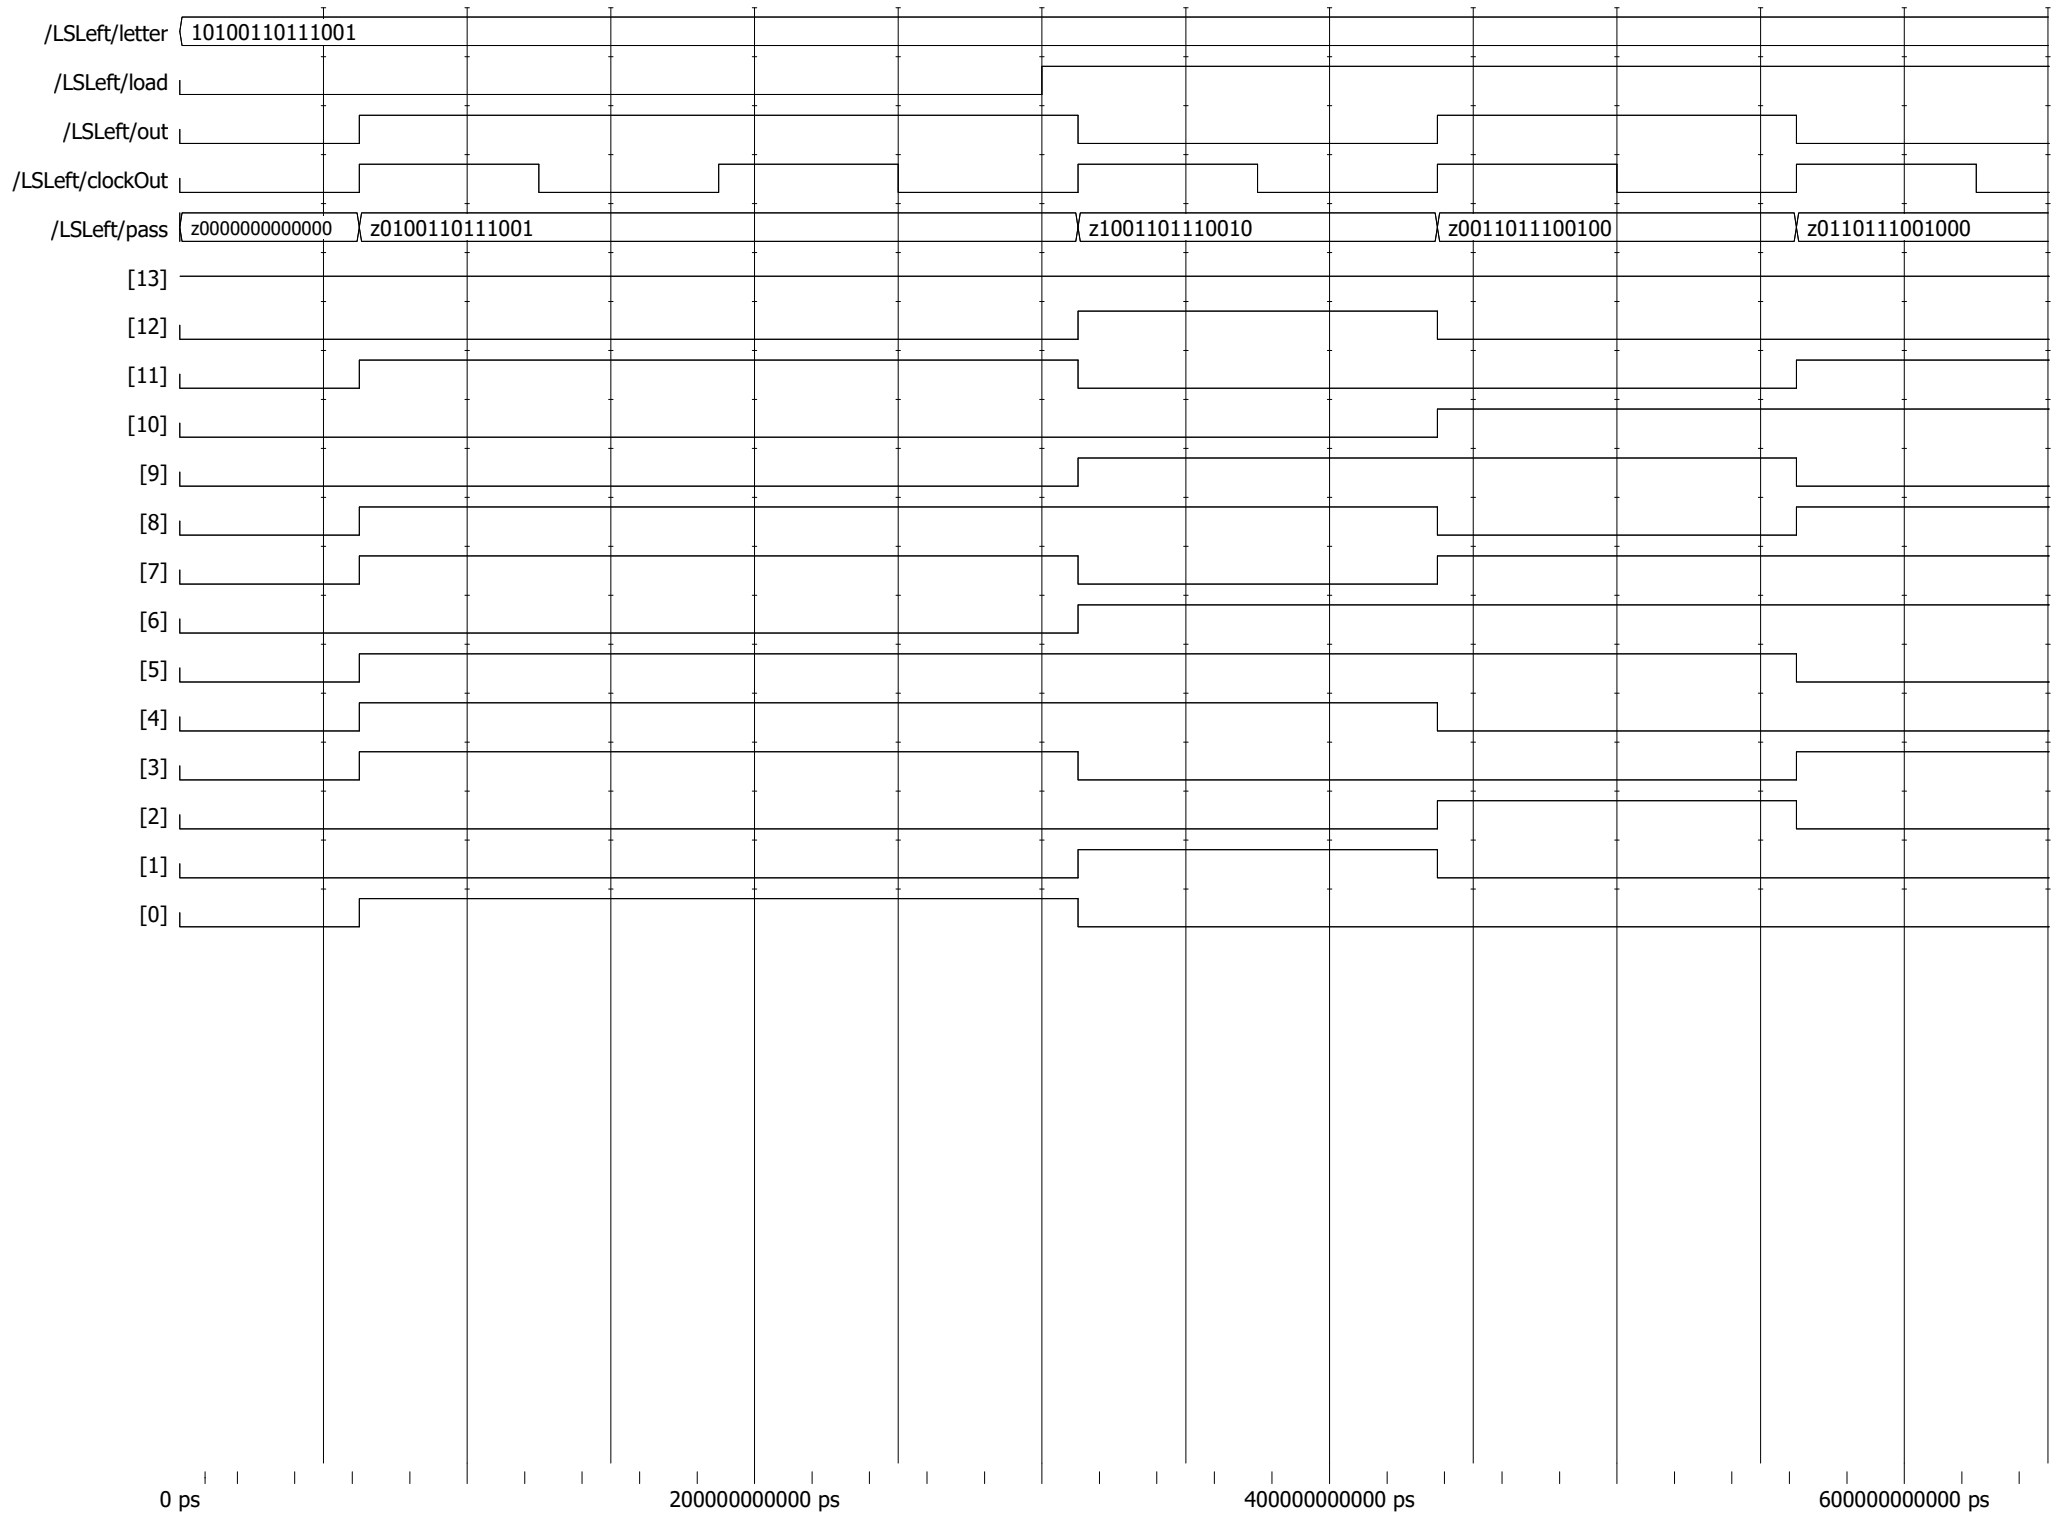 /LSLeft/letter 10100110111001
/LSLeft/load
/LSLeft/out
/LSLeft/clockOut
/LSLeft/pass z0000000000000 z0100110111001 z1001101110010 z0011011100100 z0110111001000
[13]
[12]
[11]
[10]
[9]
[8]
[7]
[6]
[5]
[4]
[3]
[2]
[1]
[0]
0 ps 200000000000 ps 400000000000 ps 600000000000 ps